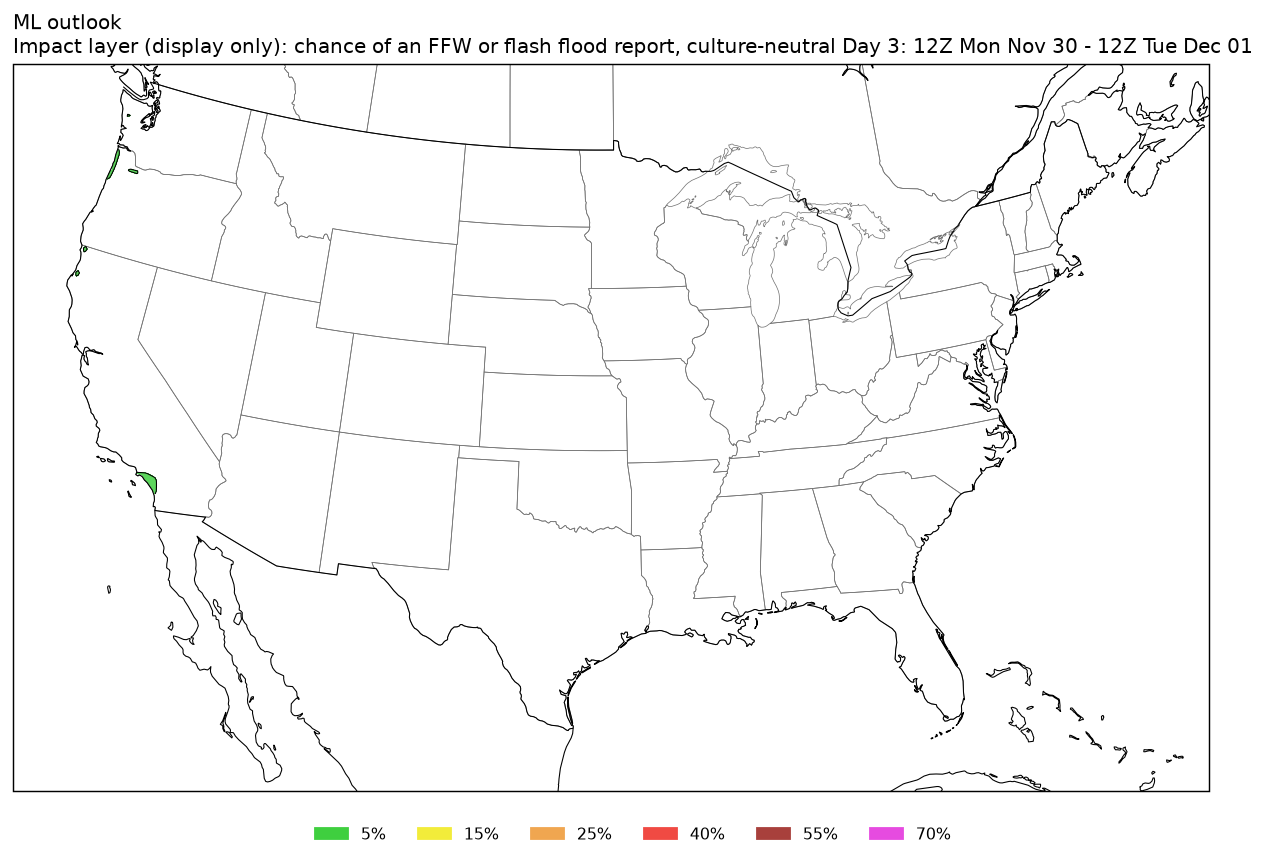 ML outlook
Impact layer (display only): chance of an FFW or flash flood report, culture-neutral Day 3: 12Z Mon Nov 30 - 12Z Tue Dec 01
5% 15% 25% 40% 55% 70%